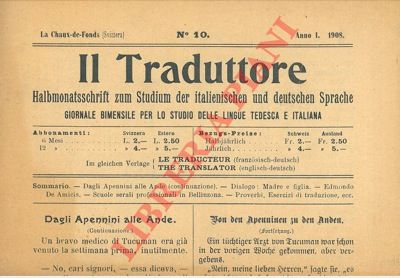 La Chaux-de-Fonds (Svizzera)
N° 10.
Anno I. 1908.
Il Traduttore
Halbmonatsschrift zum Studium der italienischen und deutschen Sprache
GIORNALE BIMENSILE PER LO STUDIO DELLE LINGUE TEDESCA E ITALIANA
Abbonamenti: Svizzera Estero
6 Mesi L. 2.— L. 2.50
12 „ „ 4.— „ 5.—
Bezugs-Preise: Schweiz Ausland
Halbjährlich Fr. 2.— Fr. 2.50
Jährlich „ 4.— „ 5.—
Im gleichen Verlage
LE TRADUCTEUR (französisch-deutsch)
THE TRANSLATOR (englisch-deutsch)
Sommario. — Dagli Apennini alle Ande (continuazione). — Dialogo: Madre e figlia. — Edmondo
De Amicis. — Scuole serali professionali in Bellinzona. — Proverbi, Esercizi di traduzione, ecc.
Dagli Apennini alle Ande.
(Continuazione).
Un bravo medico di Tucuman era già
venuto la settimana prima, inutilmente.
— No, cari signori, — essa diceva, —
Von den Apenninen zu den Anden.
(Fortsetzung).
Ein tüchtiger Arzt von Tucuman war schon
in der vorigen Woche gekommen, aber ver-
gebens.
„Nein, meine lieben Herren,“ sagte sie, „es
LIBRERIA PIANI